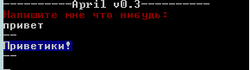 ----------April v0.3----------
Напишите мне что нибудь:
привет
--
Приветики!
--